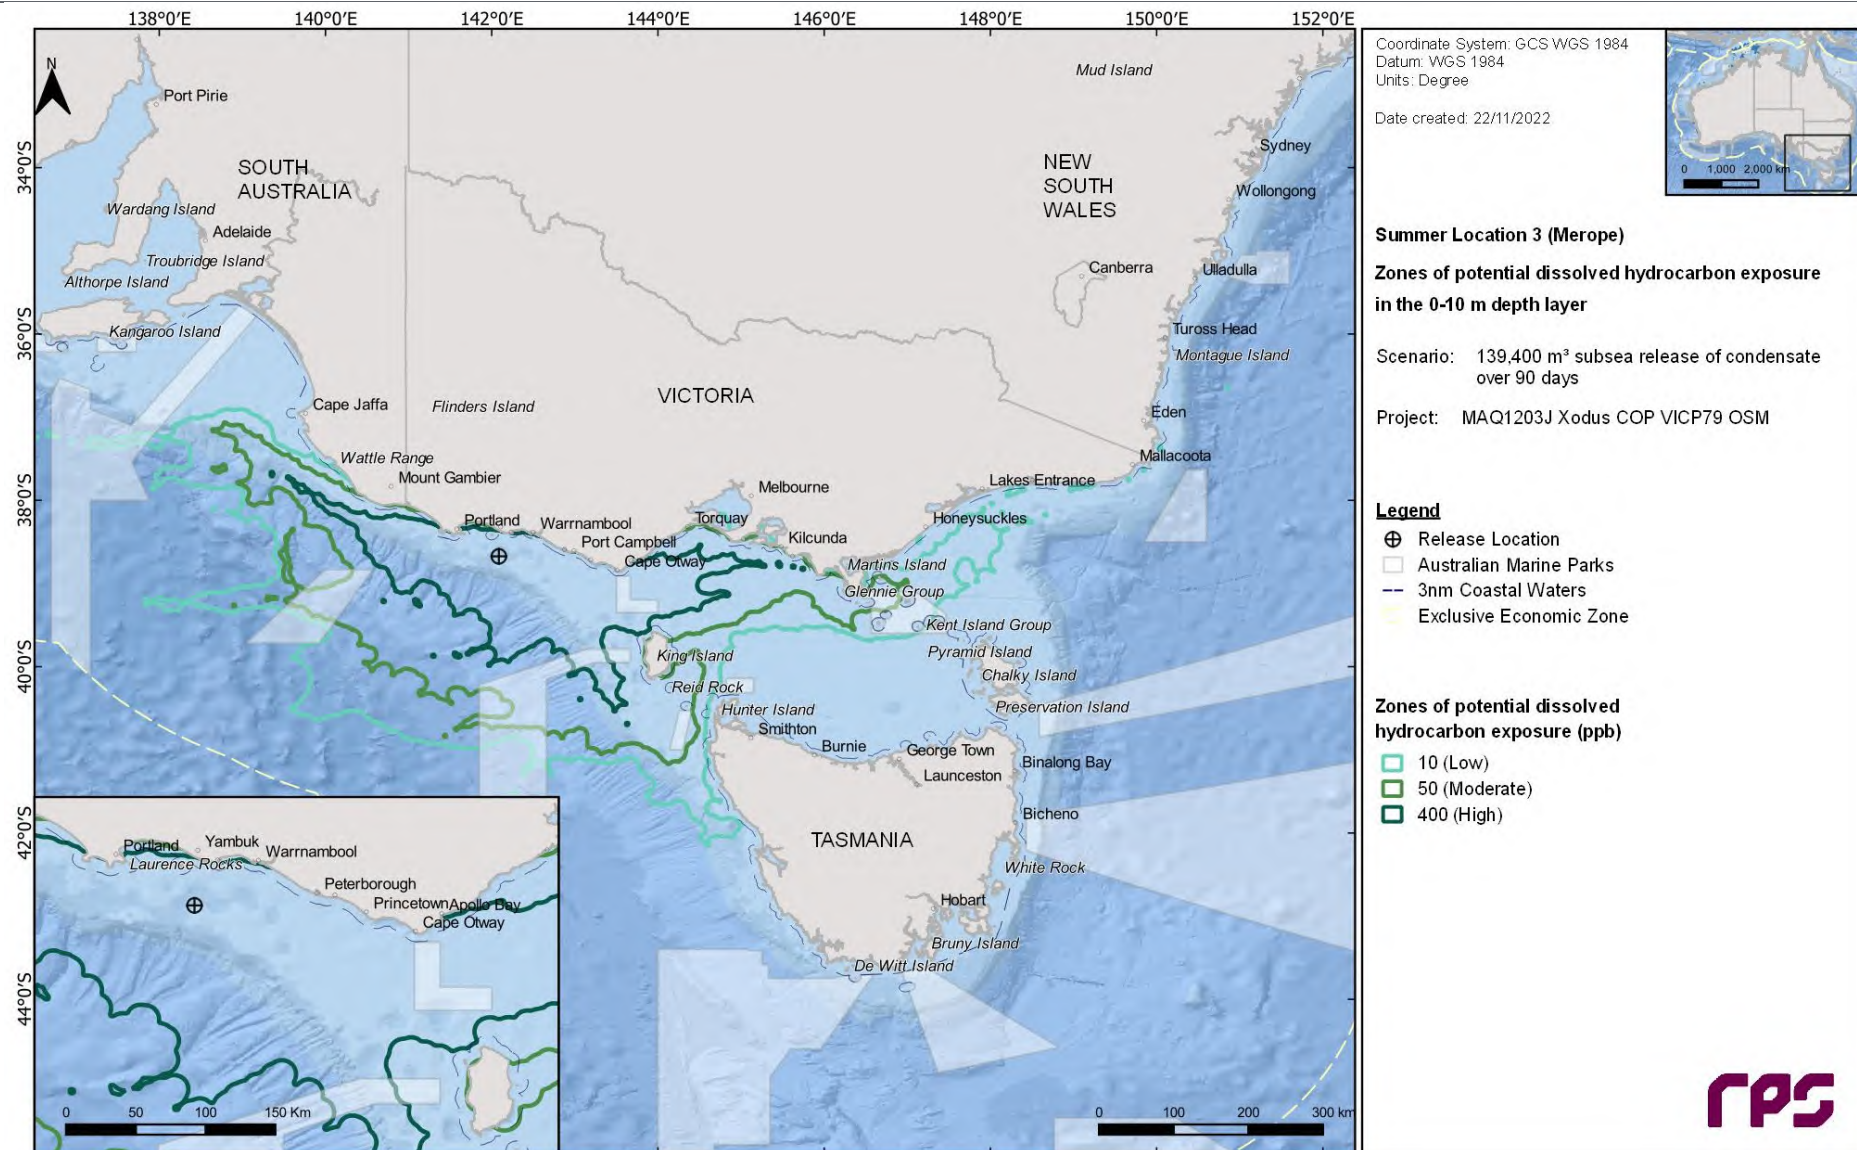 138°0'E 140°0'E 142°0'E 144°0'E 146°0'E 148°0'E 150°0'E 152°0'E
34°0'S
36°0'S
38°0'S
40°0'S
42°0'S
44°0'S
N
Mud Island
Port Pirie
Sydney
SOUTH
AUSTRALIA
NEW
SOUTH
WALES
Wollongong
Wardang Island
Adelaide
Troubridge Island
Althorpe Island
Canberra
Ulladulla
Kangaroo Island
Tuross Head
Montague Island
VICTORIA
Cape Jaffa
Flinders Island
Eden
Wattle Range
Mallacoota
Mount Gambier
Lakes Entrance
Melbourne
Portland
Warrnambool
Torquay
Honeysuckles
Port Campbell
Kilcunda
Cape Otway
Martins Island
Glennie Group
Kent Island Group
King Island
Pyramid Island
Chalky Island
Reid Rock
Hunter Island
Preservation Island
Smithton
Burnie
George Town
Binalong Bay
Launceston
Bicheno
TASMANIA
White Rock
Hobart
Bruny Island
De Witt Island
0 100 200 300 km
Portland
Yambuk
Warrnambool
Laurence Rocks
Peterborough
Princetown
Apollo Bay
Cape Otway
0 50 100 150 Km
Coordinate System: GCS WGS 1984
Datum: WGS 1984
Units: Degree
Date created: 22/11/2022
0 1,000 2,000 km
Summer Location 3 (Merope)
Zones of potential dissolved hydrocarbon exposure
in the 0-10 m depth layer
Scenario: 139,400 m³ subsea release of condensate
over 90 days
Project: MAQ1203J Xodus COP VICP79 OSM
Legend
Release Location
Australian Marine Parks
3nm Coastal Waters
Exclusive Economic Zone
Zones of potential dissolved
hydrocarbon exposure (ppb)
10 (Low)
50 (Moderate)
400 (High)
rps